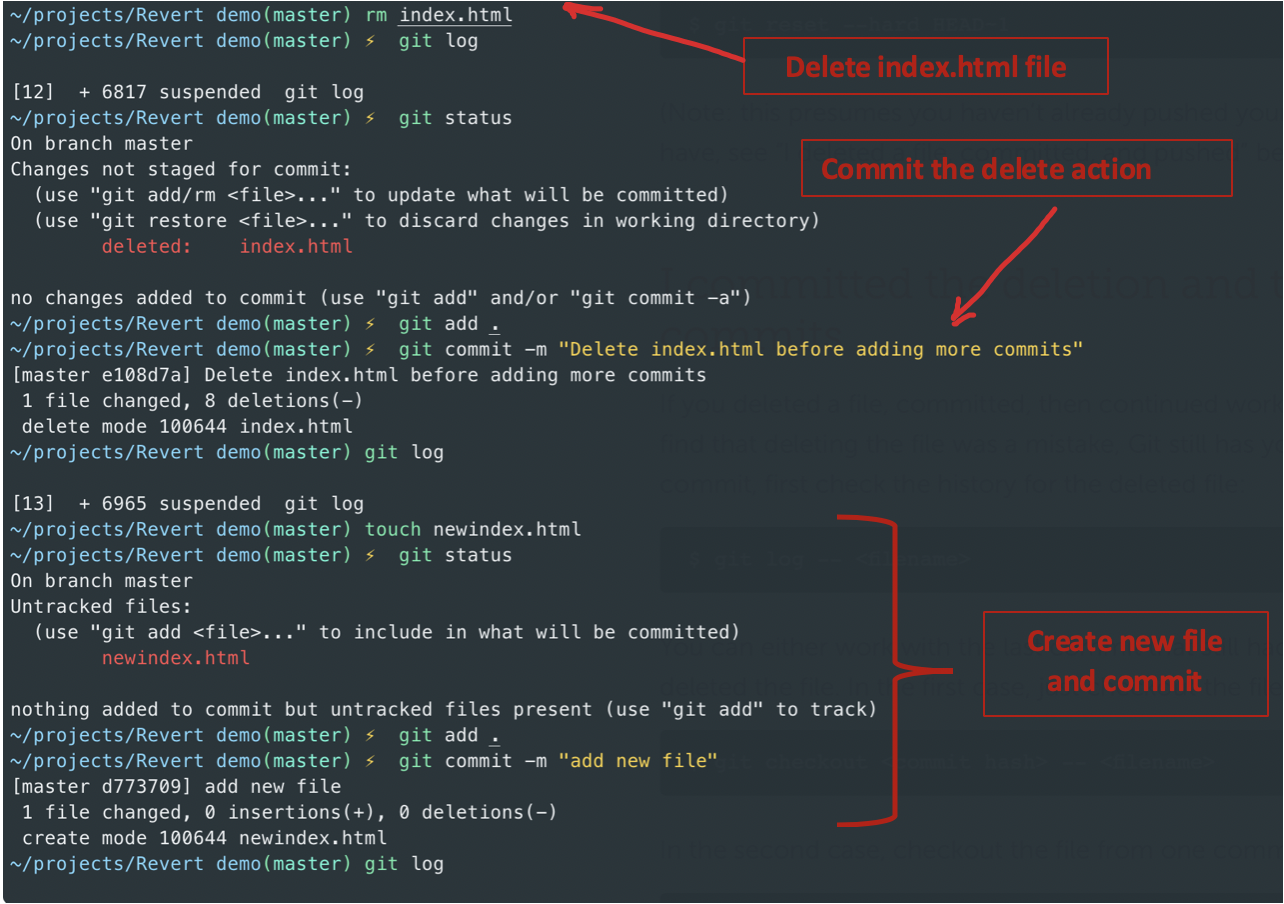 ~/projects/Revert demo(master) rm index.html
~/projects/Revert demo(master) ⚡ git log
Delete index.html file
[12]  + 6817 suspended  git log
~/projects/Revert demo(master) ⚡ git status
On branch master
Changes not staged for commit:
Commit the delete action
  (use "git add/rm <file>..." to update what will be committed)
  (use "git restore <file>..." to discard changes in working directory)
        deleted:    index.html
no changes added to commit (use "git add" and/or "git commit -a")
~/projects/Revert demo(master) ⚡ git add .
~/projects/Revert demo(master) ⚡ git commit -m "Delete index.html before adding more commits"
[master e108d7a] Delete index.html before adding more commits
 1 file changed, 8 deletions(-)
 delete mode 100644 index.html
~/projects/Revert demo(master) git log
[13]  + 6965 suspended  git log
~/projects/Revert demo(master) touch newindex.html
~/projects/Revert demo(master) ⚡ git status
On branch master
Untracked files:
  (use "git add <file>..." to include in what will be committed)
        newindex.html
Create new file
and commit
nothing added to commit but untracked files present (use "git add" to track)
~/projects/Revert demo(master) ⚡ git add .
~/projects/Revert demo(master) ⚡ git commit -m "add new file"
[master d773709] add new file
 1 file changed, 0 insertions(+), 0 deletions(-)
 create mode 100644 newindex.html
~/projects/Revert demo(master) git log